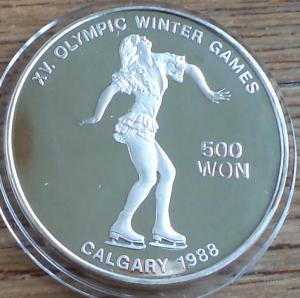 XV. OLYMPIC WINTER GAMES
500
WON
CALGARY 1988